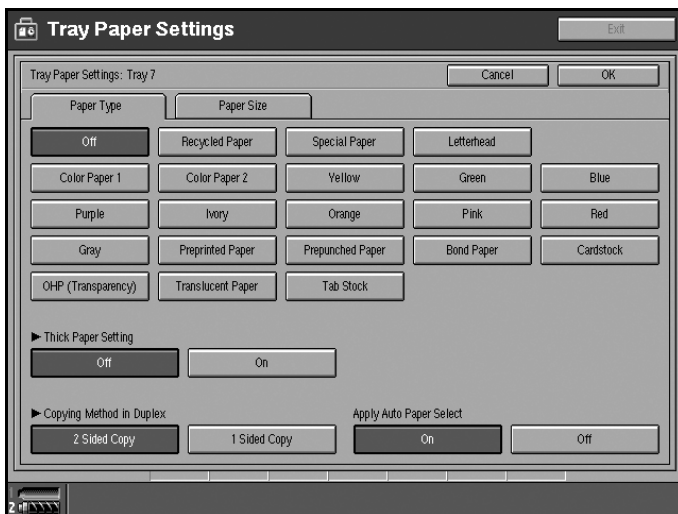 Tray Paper Settings
Exit
Tray Paper Settings: Tray 7
Cancel
OK
Paper Type
Paper Size
Off
Recycled Paper
Special Paper
Letterhead
Color Paper 1
Color Paper 2
Yellow
Green
Blue
Purple
Ivory
Orange
Pink
Red
Gray
Preprinted Paper
Prepunched Paper
Bond Paper
Cardstock
OHP (Transparency)
Translucent Paper
Tab Stock
►Thick Paper Setting
Off
On
►Copying Method in Duplex
Apply Auto Paper Select
2 Sided Copy
1 Sided Copy
On
Off
1
2